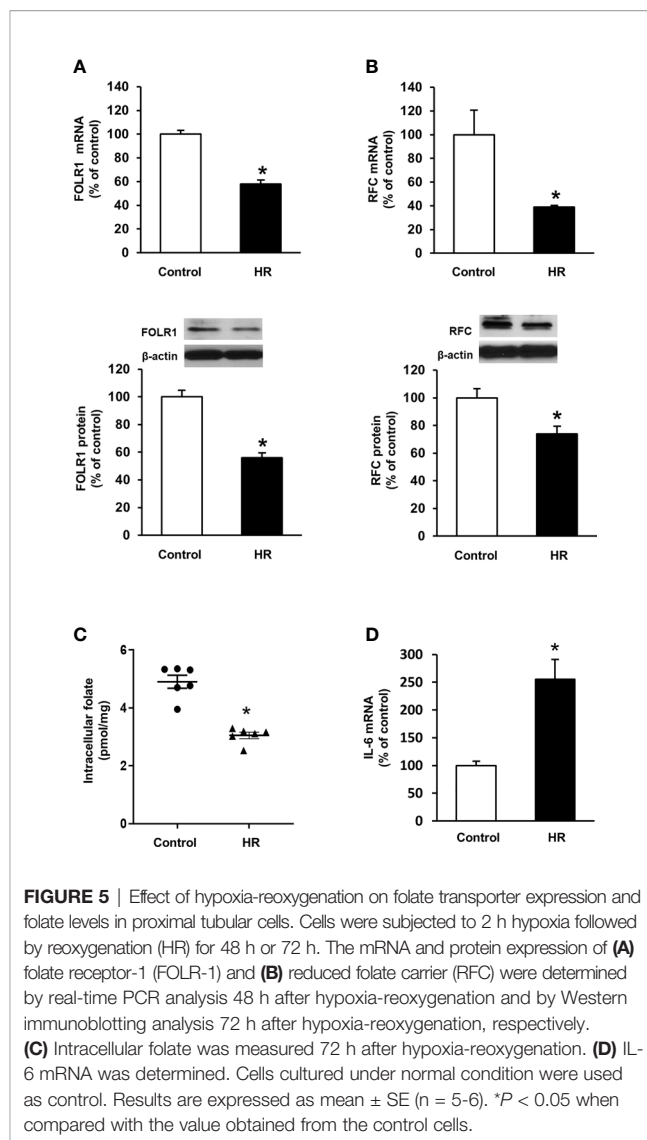 A
FOLR1 mRNA
(% of control)
140
120
100
80
60
40
20
0
*
Control HR
B
RFC mRNA
(% of control)
140
120
100
80
60
40
20
0
*
Control HR
FOLR1
β-actin
FOLR1 protein
(% of control)
120
100
80
60
40
20
0
*
Control HR
RFC
β-actin
RFC protein
(% of control)
120
100
80
60
40
20
0
*
Control HR
C
Intracellular folate
(pmol/mg)
6
4
2
0
*
Control HR
D
IL-6 mRNA
(% of control)
300
250
200
150
100
50
0
*
Control HR
FIGURE 5 | Effect of hypoxia-reoxygenation on folate transporter expression and
folate levels in proximal tubular cells. Cells were subjected to 2 h hypoxia followed
by reoxygenation (HR) for 48 h or 72 h. The mRNA and protein expression of (A)
folate receptor-1 (FOLR-1) and (B) reduced folate carrier (RFC) were determined
by real-time PCR analysis 48 h after hypoxia-reoxygenation and by Western
immunoblotting analysis 72 h after hypoxia-reoxygenation, respectively.
(C) Intracellular folate was measured 72 h after hypoxia-reoxygenation. (D) IL-
6 mRNA was determined. Cells cultured under normal condition were used
as control. Results are expressed as mean ± SE (n = 5-6). *P < 0.05 when
compared with the value obtained from the control cells.